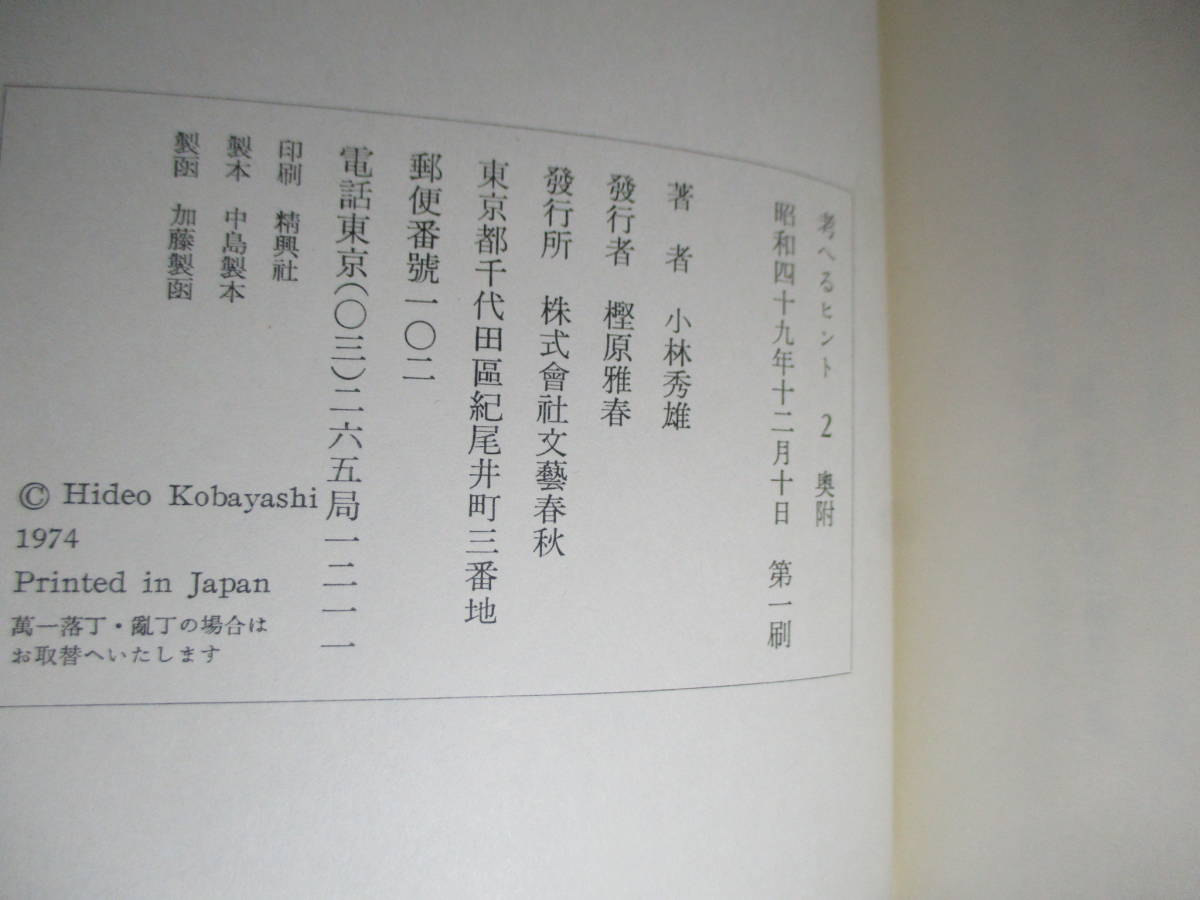 考へるヒント 2 奥附
昭和四十九年十二月十日 第一刷
著者 小林秀雄
發行者 樫原雅春
發行所 株式會社文藝春秋
東京都千代田區紀尾井町三番地
郵便番號一〇二
電話東京(〇三)二六五局一二一一
印刷 精興社
製本 中島製本
製函 加藤製函
© Hideo Kobayashi
1974
Printed in Japan
萬一落丁・亂丁の場合は
お取替へいたします